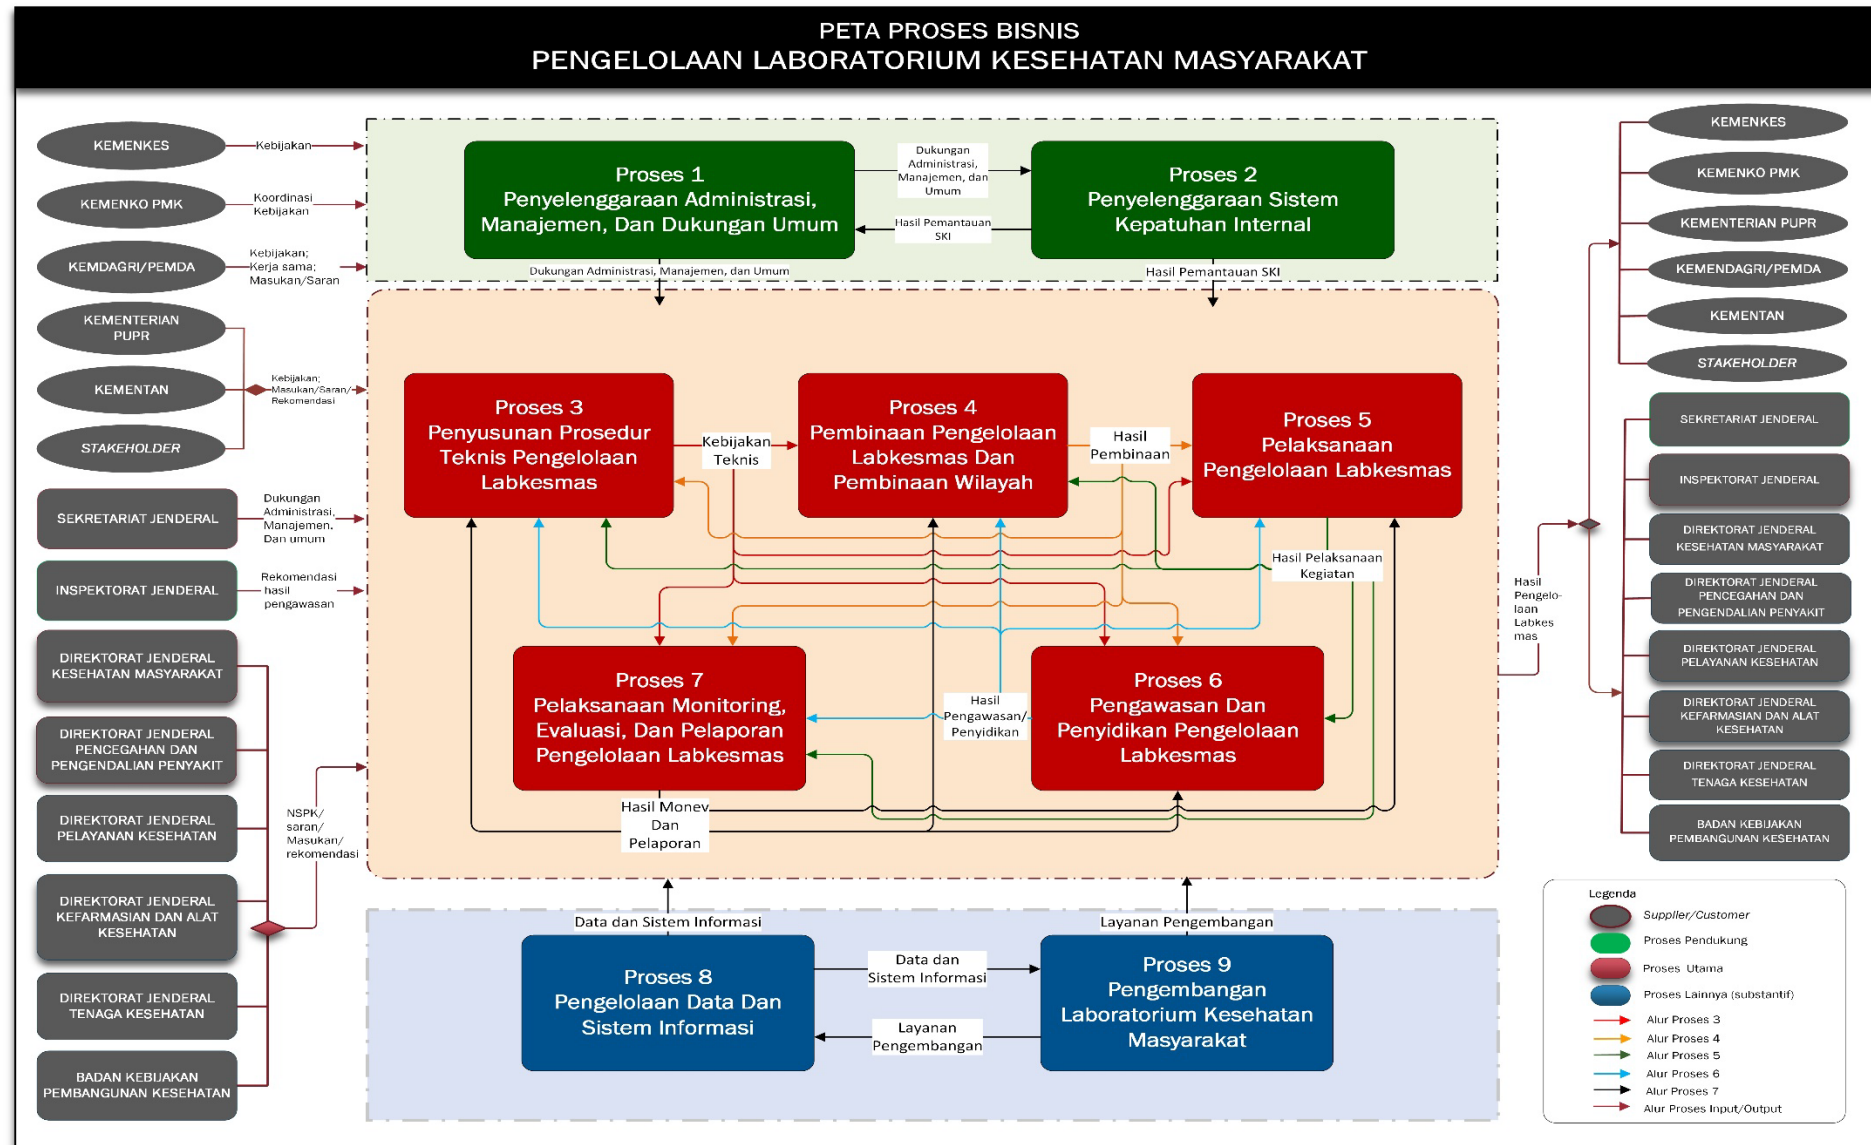 PETA PROSES BISNIS
PENGELOLAAN LABORATORIUM KESEHATAN MASYARAKAT
KEMENKES
Kebijakan
KEMENKO PMK
Koordinasi
Kebijakan
KEMDAGRI/PEMDA
Kebijakan;
Kerja sama;
Masukan/Saran
KEMENTERIAN
PUPR
KEMENTAN
STAKEHOLDER
Kebijakan;
Masukan/Saran/
Rekomendasi
SEKRETARIAT JENDERAL
Dukungan
Administrasi,
Manajemen.
Dan umum
INSPEKTORAT JENDERAL
Rekomendasi
hasil
pengawasan
DIREKTORAT JENDERAL
KESEHATAN MASYARAKAT
DIREKTORAT JENDERAL
PENCEGAHAN DAN
PENGENDALIAN PENYAKIT
DIREKTORAT JENDERAL
PELAYANAN KESEHATAN
DIREKTORAT JENDERAL
KEFARMASIAN DAN ALAT
KESEHATAN
DIREKTORAT JENDERAL
TENAGA KESEHATAN
BADAN KEBIJAKAN
PEMBANGUNAN KESEHATAN
NSPK/
saran/
Masukan/
rekomendasi
Proses 1
Penyelenggaraan Administrasi,
Manajemen, Dan Dukungan Umum
Dukungan
Administrasi,
Manajemen, dan
Umum
Hasil Pemantauan
SKI
Proses 2
Penyelenggaraan Sistem
Kepatuhan Internal
Dukungan Administrasi, Manajemen, dan Umum
Hasil Pemantauan SKI
Proses 3
Penyusunan Prosedur
Teknis Pengelolaan
Labkesmas
Kebijakan
Teknis
Proses 4
Pembinaan Pengelolaan
Labkesmas Dan
Pembinaan Wilayah
Hasil
Pembinaan
Proses 5
Pelaksanaan
Pengelolaan Labkesmas
Hasil Pelaksanaan
Kegiatan
Proses 7
Pelaksanaan Monitoring,
Evaluasi, Dan Pelaporan
Pengelolaan Labkesmas
Hasil
Pengawasan/
Penyidikan
Proses 6
Pengawasan Dan
Penyidikan Pengelolaan
Labkesmas
Hasil Monev
Dan
Pelaporan
Data dan Sistem Informasi
Layanan Pengembangan
Proses 8
Pengelolaan Data Dan
Sistem Informasi
Data dan
Sistem Informasi
Layanan
Pengembangan
Proses 9
Pengembangan
Laboratorium Kesehatan
Masyarakat
Hasil
Pengelo-
laan
Labkes
mas
KEMENKES
KEMENKO PMK
KEMENTERIAN PUPR
KEMENDAGRI/PEMDA
KEMENTAN
STAKEHOLDER
SEKRETARIAT JENDERAL
INSPEKTORAT JENDERAL
DIREKTORAT JENDERAL
KESEHATAN MASYARAKAT
DIREKTORAT JENDERAL
PENCEGAHAN DAN
PENGENDALIAN PENYAKIT
DIREKTORAT JENDERAL
PELAYANAN KESEHATAN
DIREKTORAT JENDERAL
KEFARMASIAN DAN ALAT
KESEHATAN
DIREKTORAT JENDERAL
TENAGA KESEHATAN
BADAN KEBIJAKAN
PEMBANGUNAN KESEHATAN
Legenda
Supplier/Customer
Proses Pendukung
Proses Utama
Proses Lainnya (substantif)
Alur Proses 3
Alur Proses 4
Alur Proses 5
Alur Proses 6
Alur Proses 7
Alur Proses Input/Output